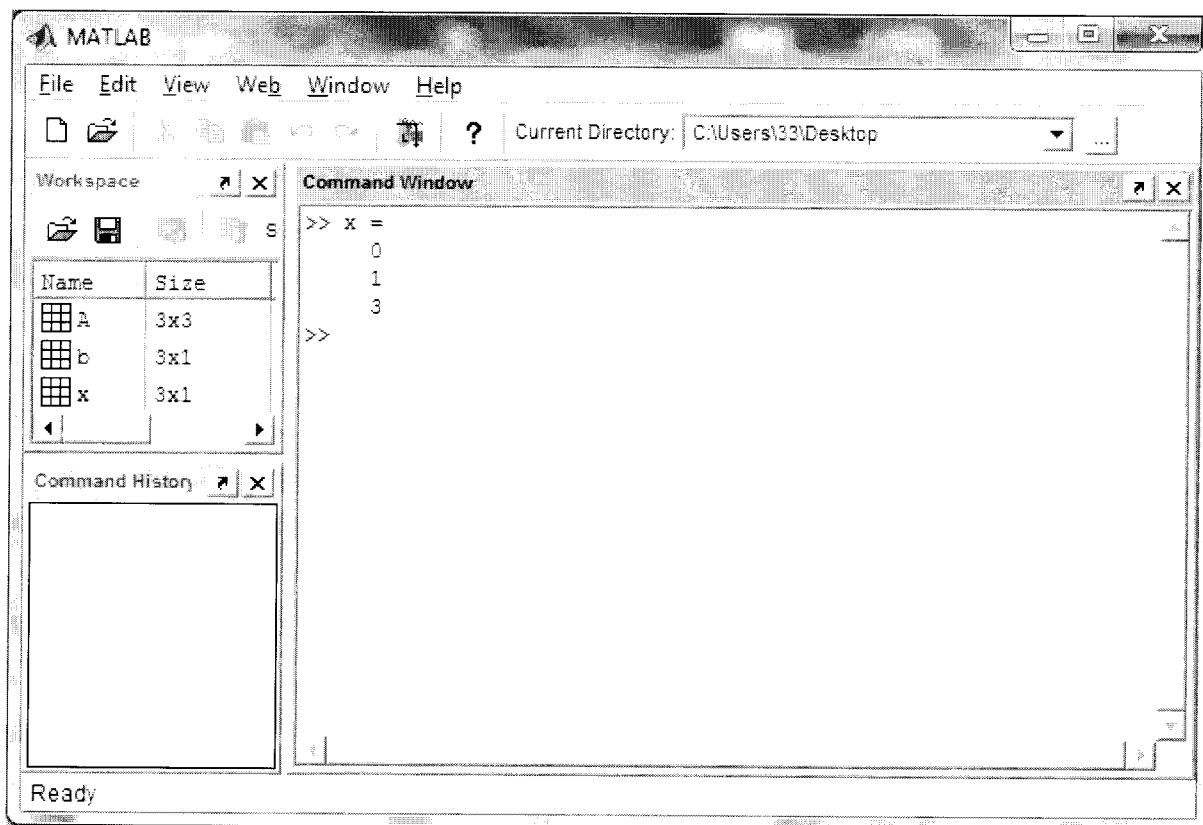 MATLAB
File Edit View Web Window Help
? Current Directory: C:\Users\33\Desktop ...
Workspace
S
Name Size
A 3x3
b 3x1
x 3x1
Command History
Command Window
>> x =
0
1
3
>>
Ready